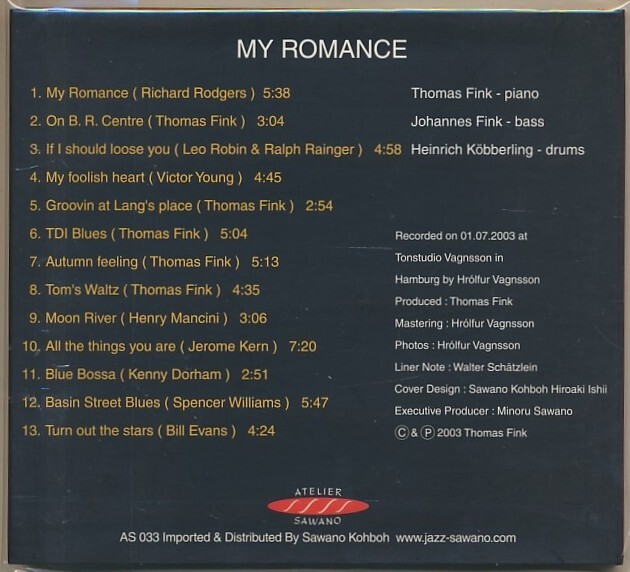 MY ROMANCE
1. My Romance ( Richard Rodgers ) 5:38
2. On B. R. Centre ( Thomas Fink ) 3:04
3. If I should loose you ( Leo Robin & Ralph Rainger ) 4:58
4. My foolish heart ( Victor Young ) 4:45
5. Groovin at Lang's place ( Thomas Fink ) 2:54
6. TDI Blues ( Thomas Fink ) 5:04
7. Autumn feeling ( Thomas Fink ) 5:13
8. Tom's Waltz ( Thomas Fink ) 4:35
9. Moon River ( Henry Mancini ) 3:06
10. All the things you are ( Jerome Kern ) 7:20
11. Blue Bossa ( Kenny Dorham ) 2:51
12. Basin Street Blues ( Spencer Williams ) 5:47
13. Turn out the stars ( Bill Evans ) 4:24
Thomas Fink - piano
Johannes Fink - bass
Heinrich Köbberling - drums
Recorded on 01.07.2003 at
Tonstudio Vagnsson in
Hamburg by Hrólfur Vagnsson
Produced : Thomas Fink
Mastering : Hrólfur Vagnsson
Photos : Hrólfur Vagnsson
Liner Note : Walter Schätzlein
Cover Design : Sawano Kohboh Hiroaki Ishii
Executive Producer : Minoru Sawano
Ⓒ & Ⓟ 2003 Thomas Fink
ATELIER
SAWANO
AS 033 Imported & Distributed By Sawano Kohboh www.jazz-sawano.com